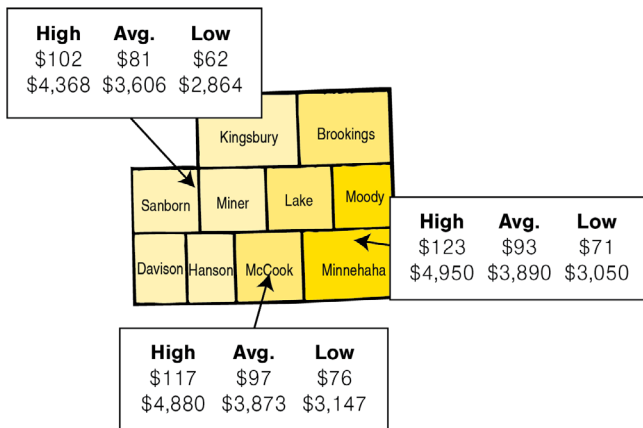 High Avg. Low
$102 $81 $62
$4,368 $3,606 $2,864
Kingsbury Brookings
Sanborn Miner Lake Moody
Davison Hanson McCook Minnehaha
High Avg. Low
$123 $93 $71
$4,950 $3,890 $3,050
High Avg. Low
$117 $97 $76
$4,880 $3,873 $3,147